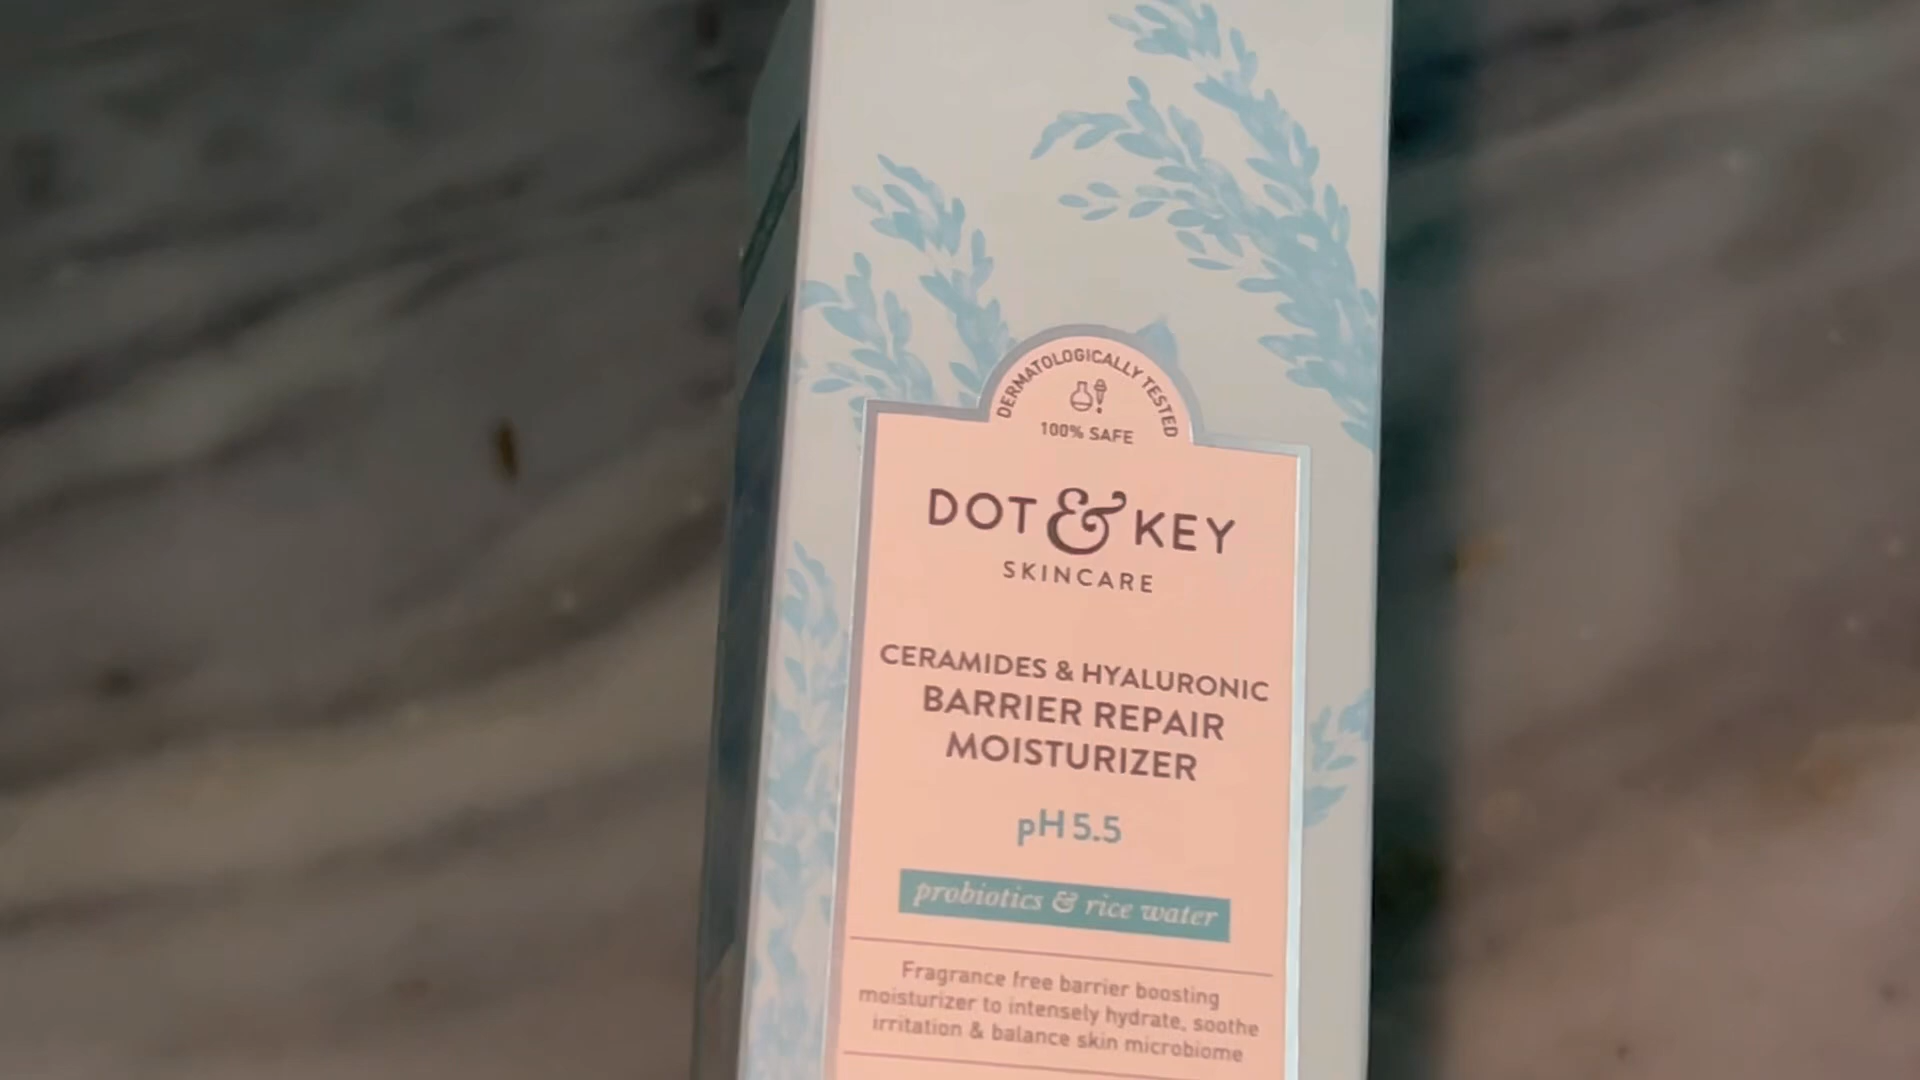 DERMATOLOGICALLY TESTED
100% SAFE
DOT & KEY
SKINCARE
CERAMIDES & HYALURONIC
BARRIER REPAIR
MOISTURIZER
pH 5.5
probiotics & rice water
Fragrance free barrier boosting
moisturizer to intensely hydrate, soothe
irritation & balance skin microbiome